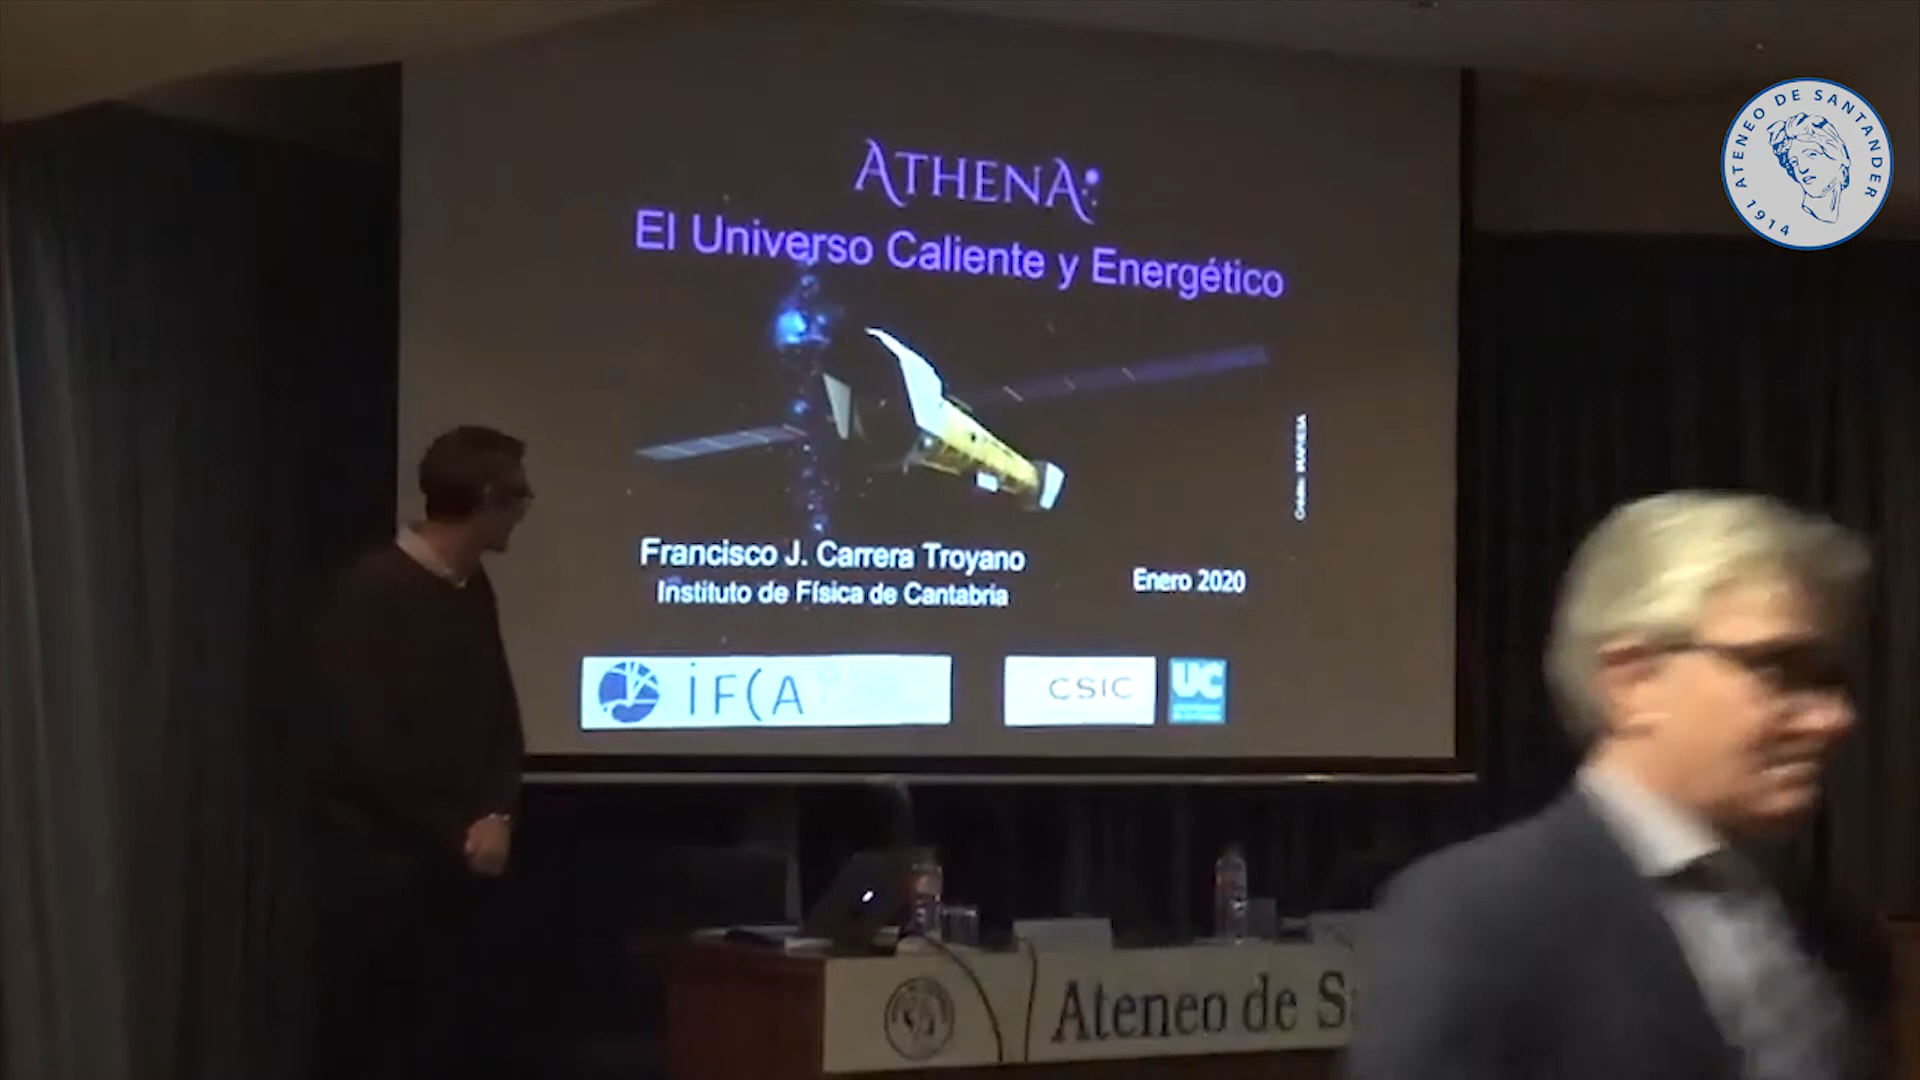 ATENEO DE SANTANDER
1914
ATHENA
El Universo Caliente y Energético
Francisco J. Carrera Troyano
Instituto de Física de Cantabria
Enero 2020
iFCA
CSIC
UC
Ateneo de S